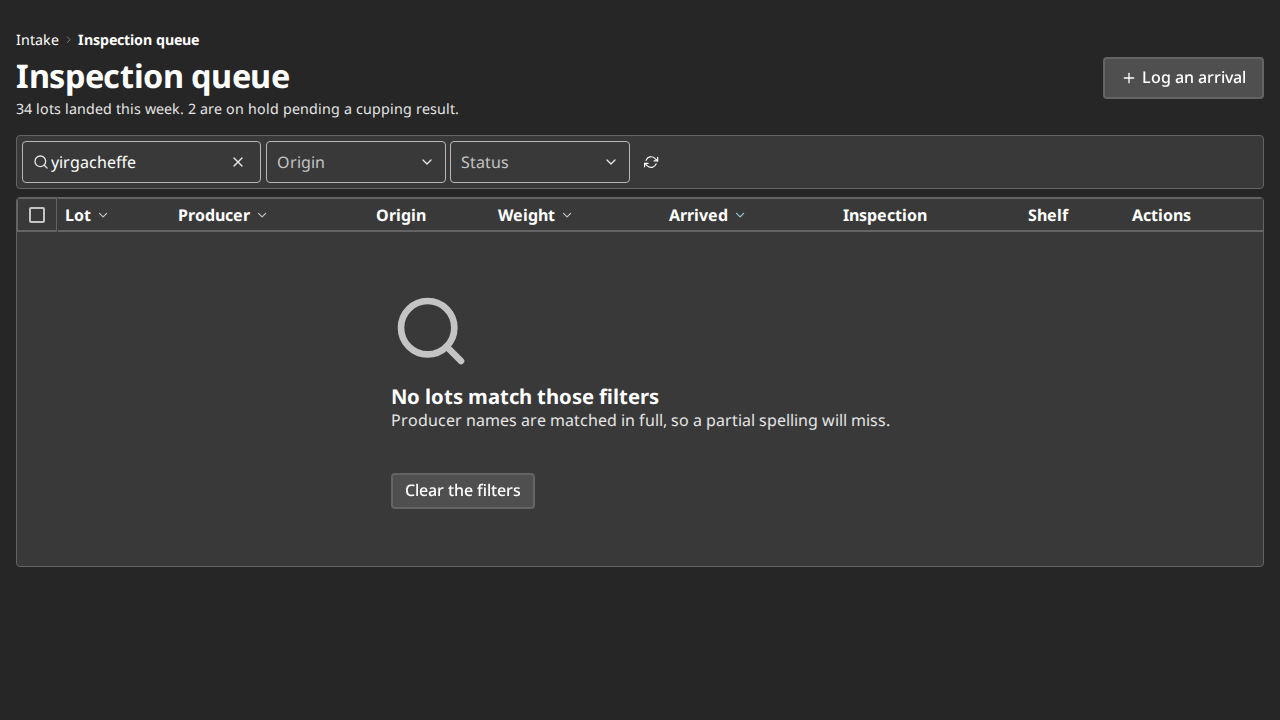 Intake > Inspection queue
Inspection queue
Log an arrival
34 lots landed this week. 2 are on hold pending a cupping result.
yirgacheffe Origin Status
Lot Producer Origin Weight Arrived Inspection Shelf Actions
No lots match those filters
Producer names are matched in full, so a partial spelling will miss.
Clear the filters